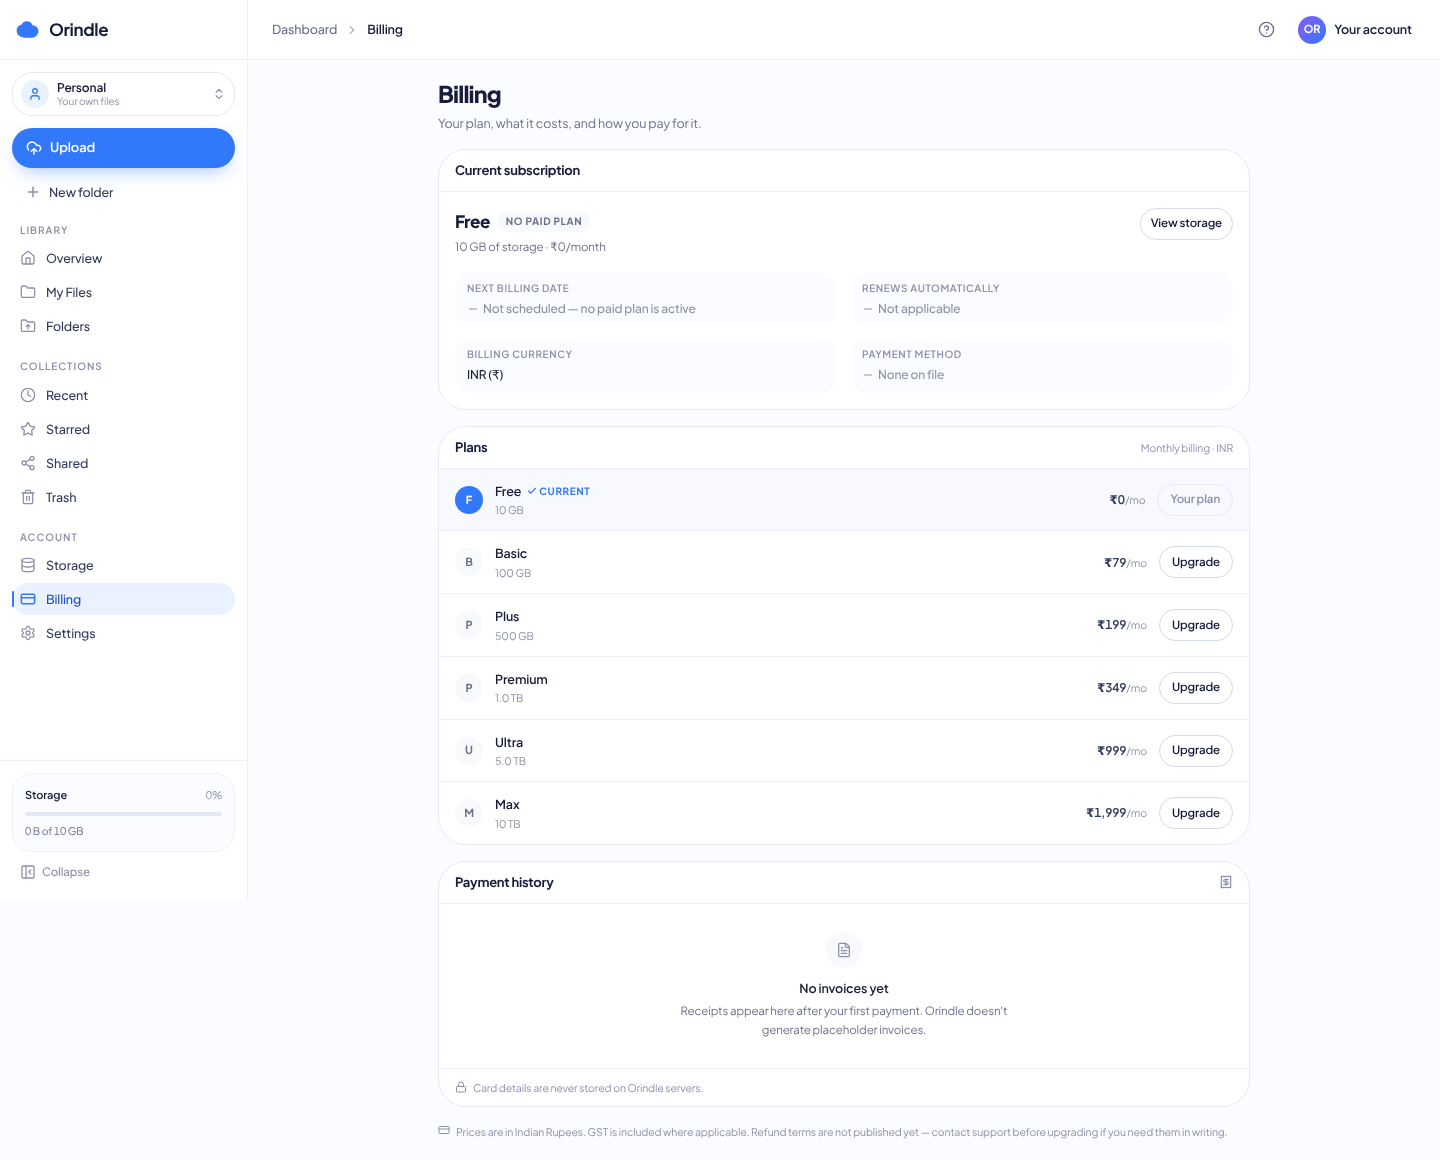 Orindle
Dashboard
Billing
OR
Your account
Personal
Your own files
Upload
New folder
LIBRARY
Overview
My Files
Folders
COLLECTIONS
Recent
Starred
Shared
Trash
ACCOUNT
Storage
Billing
Settings
Storage
0%
0 B of 10 GB
Collapse
Billing
Your plan, what it costs, and how you pay for it.
Current subscription
Free
NO PAID PLAN
View storage
10 GB of storage · ₹0/month
NEXT BILLING DATE
— Not scheduled — no paid plan is active
RENEWS AUTOMATICALLY
— Not applicable
BILLING CURRENCY
INR (₹)
PAYMENT METHOD
— None on file
Plans
Monthly billing · INR
F
Free
CURRENT
10 GB
₹0/mo
Your plan
B
Basic
100 GB
₹79/mo
Upgrade
P
Plus
500 GB
₹199/mo
Upgrade
P
Premium
1.0 TB
₹349/mo
Upgrade
U
Ultra
5.0 TB
₹999/mo
Upgrade
M
Max
10 TB
₹1,999/mo
Upgrade
Payment history
No invoices yet
Receipts appear here after your first payment. Orindle doesn't
generate placeholder invoices.
Card details are never stored on Orindle servers.
Prices are in Indian Rupees. GST is included where applicable. Refund terms are not published yet — contact support before upgrading if you need them in writing.